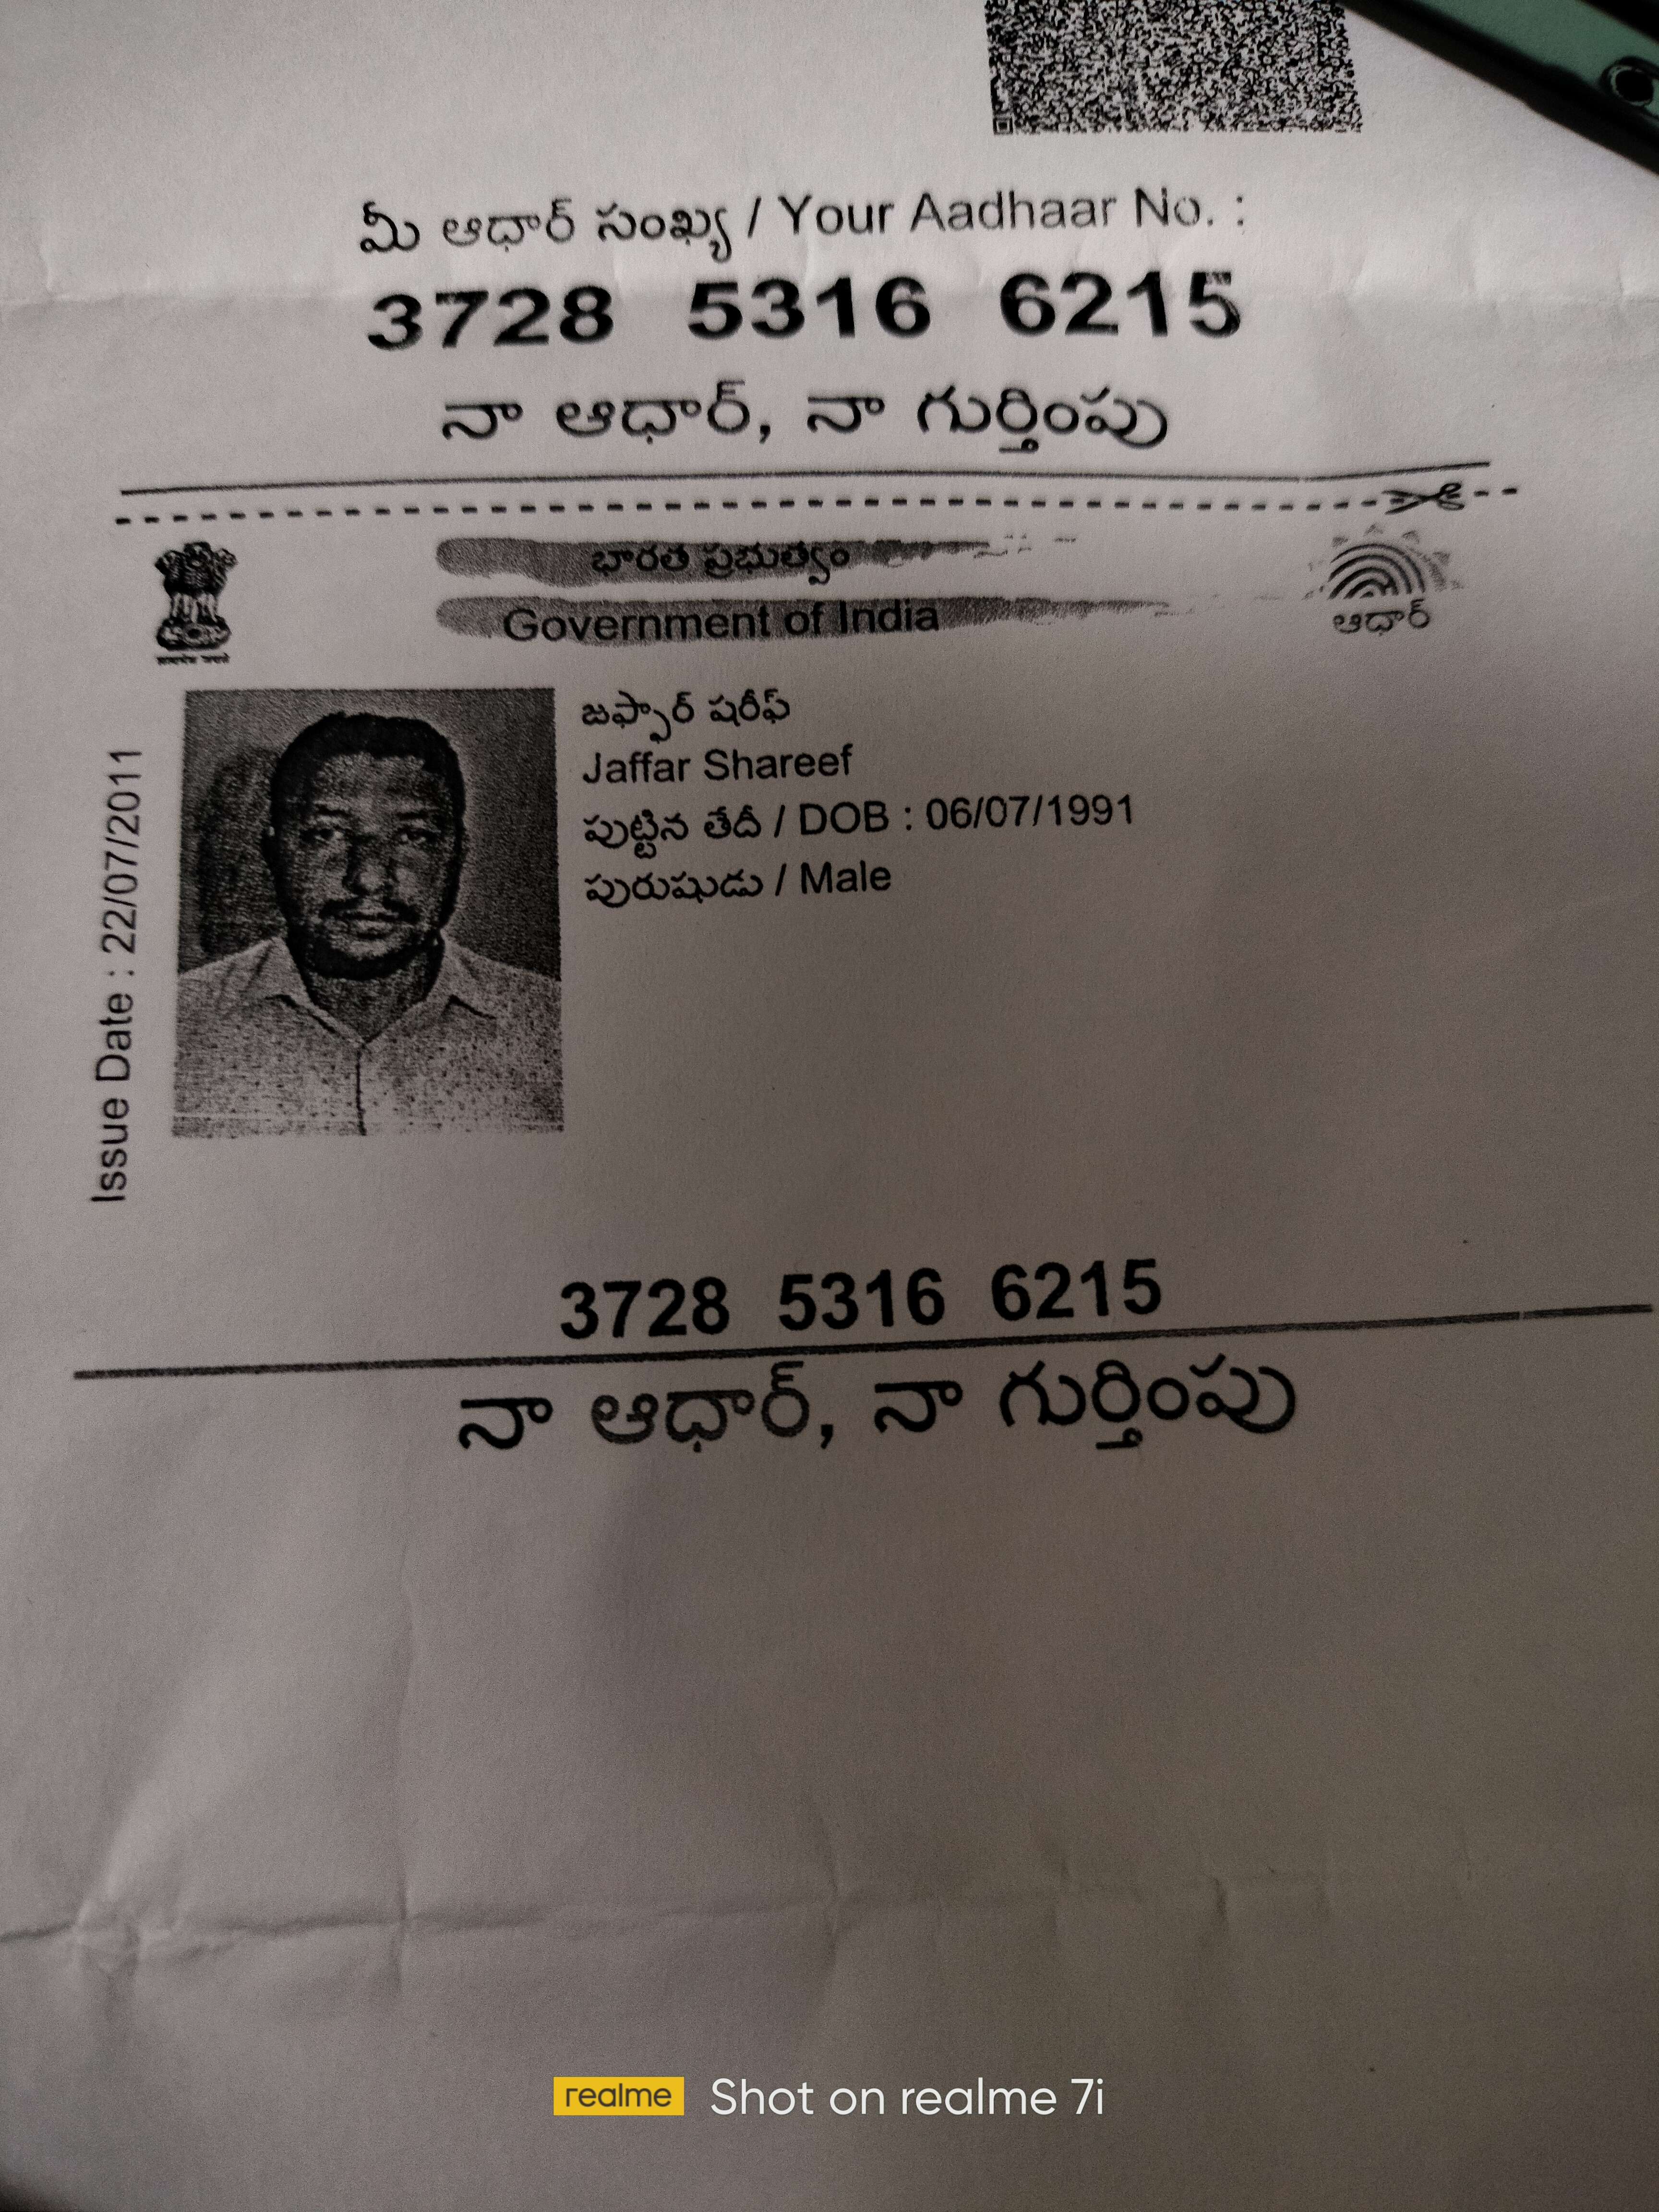 మీ ఆధార్ సంఖ్య / Your Aadhaar No. :
3728 5316 6215
నా ఆధార్, నా గుర్తింపు
భారత ప్రభుత్వం
Government of India
ఆధార్
Issue Date : 22/07/2011
జఫ్ఫార్ షరీఫ్
Jaffar Shareef
పుట్టిన తేదీ / DOB : 06/07/1991
పురుషుడు / Male
3728 5316 6215
నా ఆధార్, నా గుర్తింపు
realme Shot on realme 7i